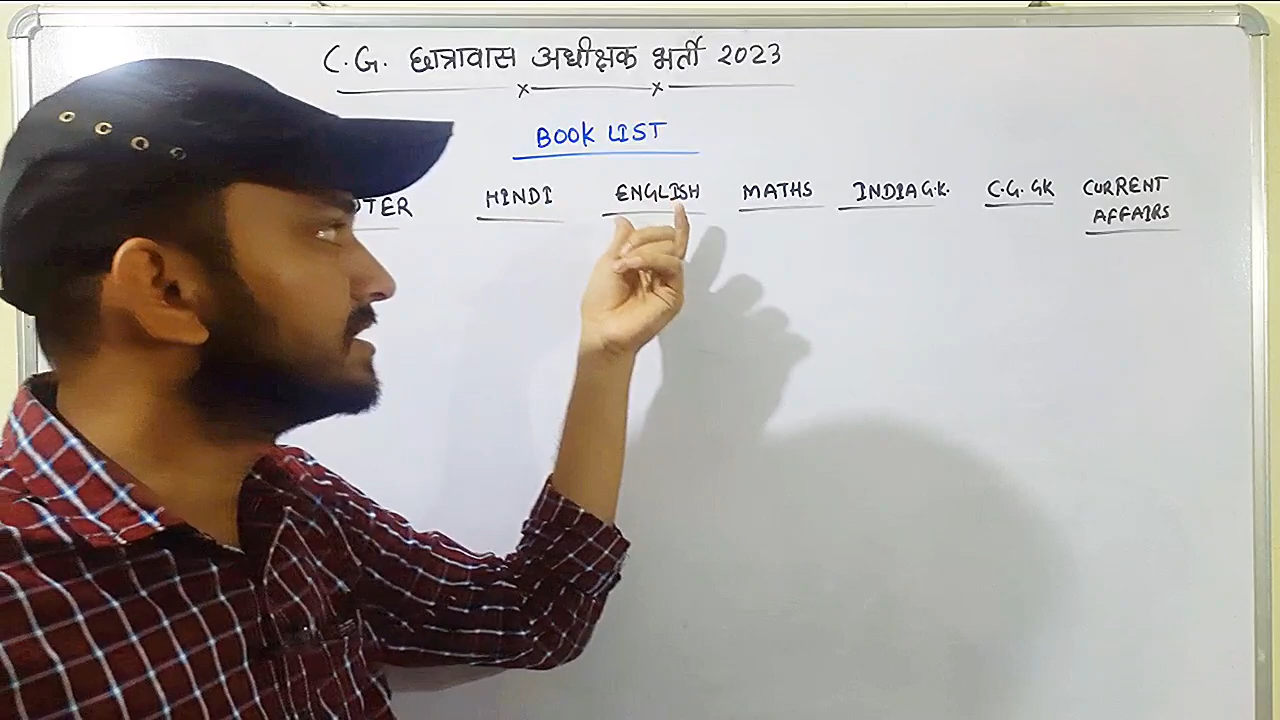 C.G. छात्रावास अधीक्षक भर्ती 2023
BOOK LIST
HINDI ENGLISH MATHS INDIA G.K. C.G. GK CURRENT AFFAIRS